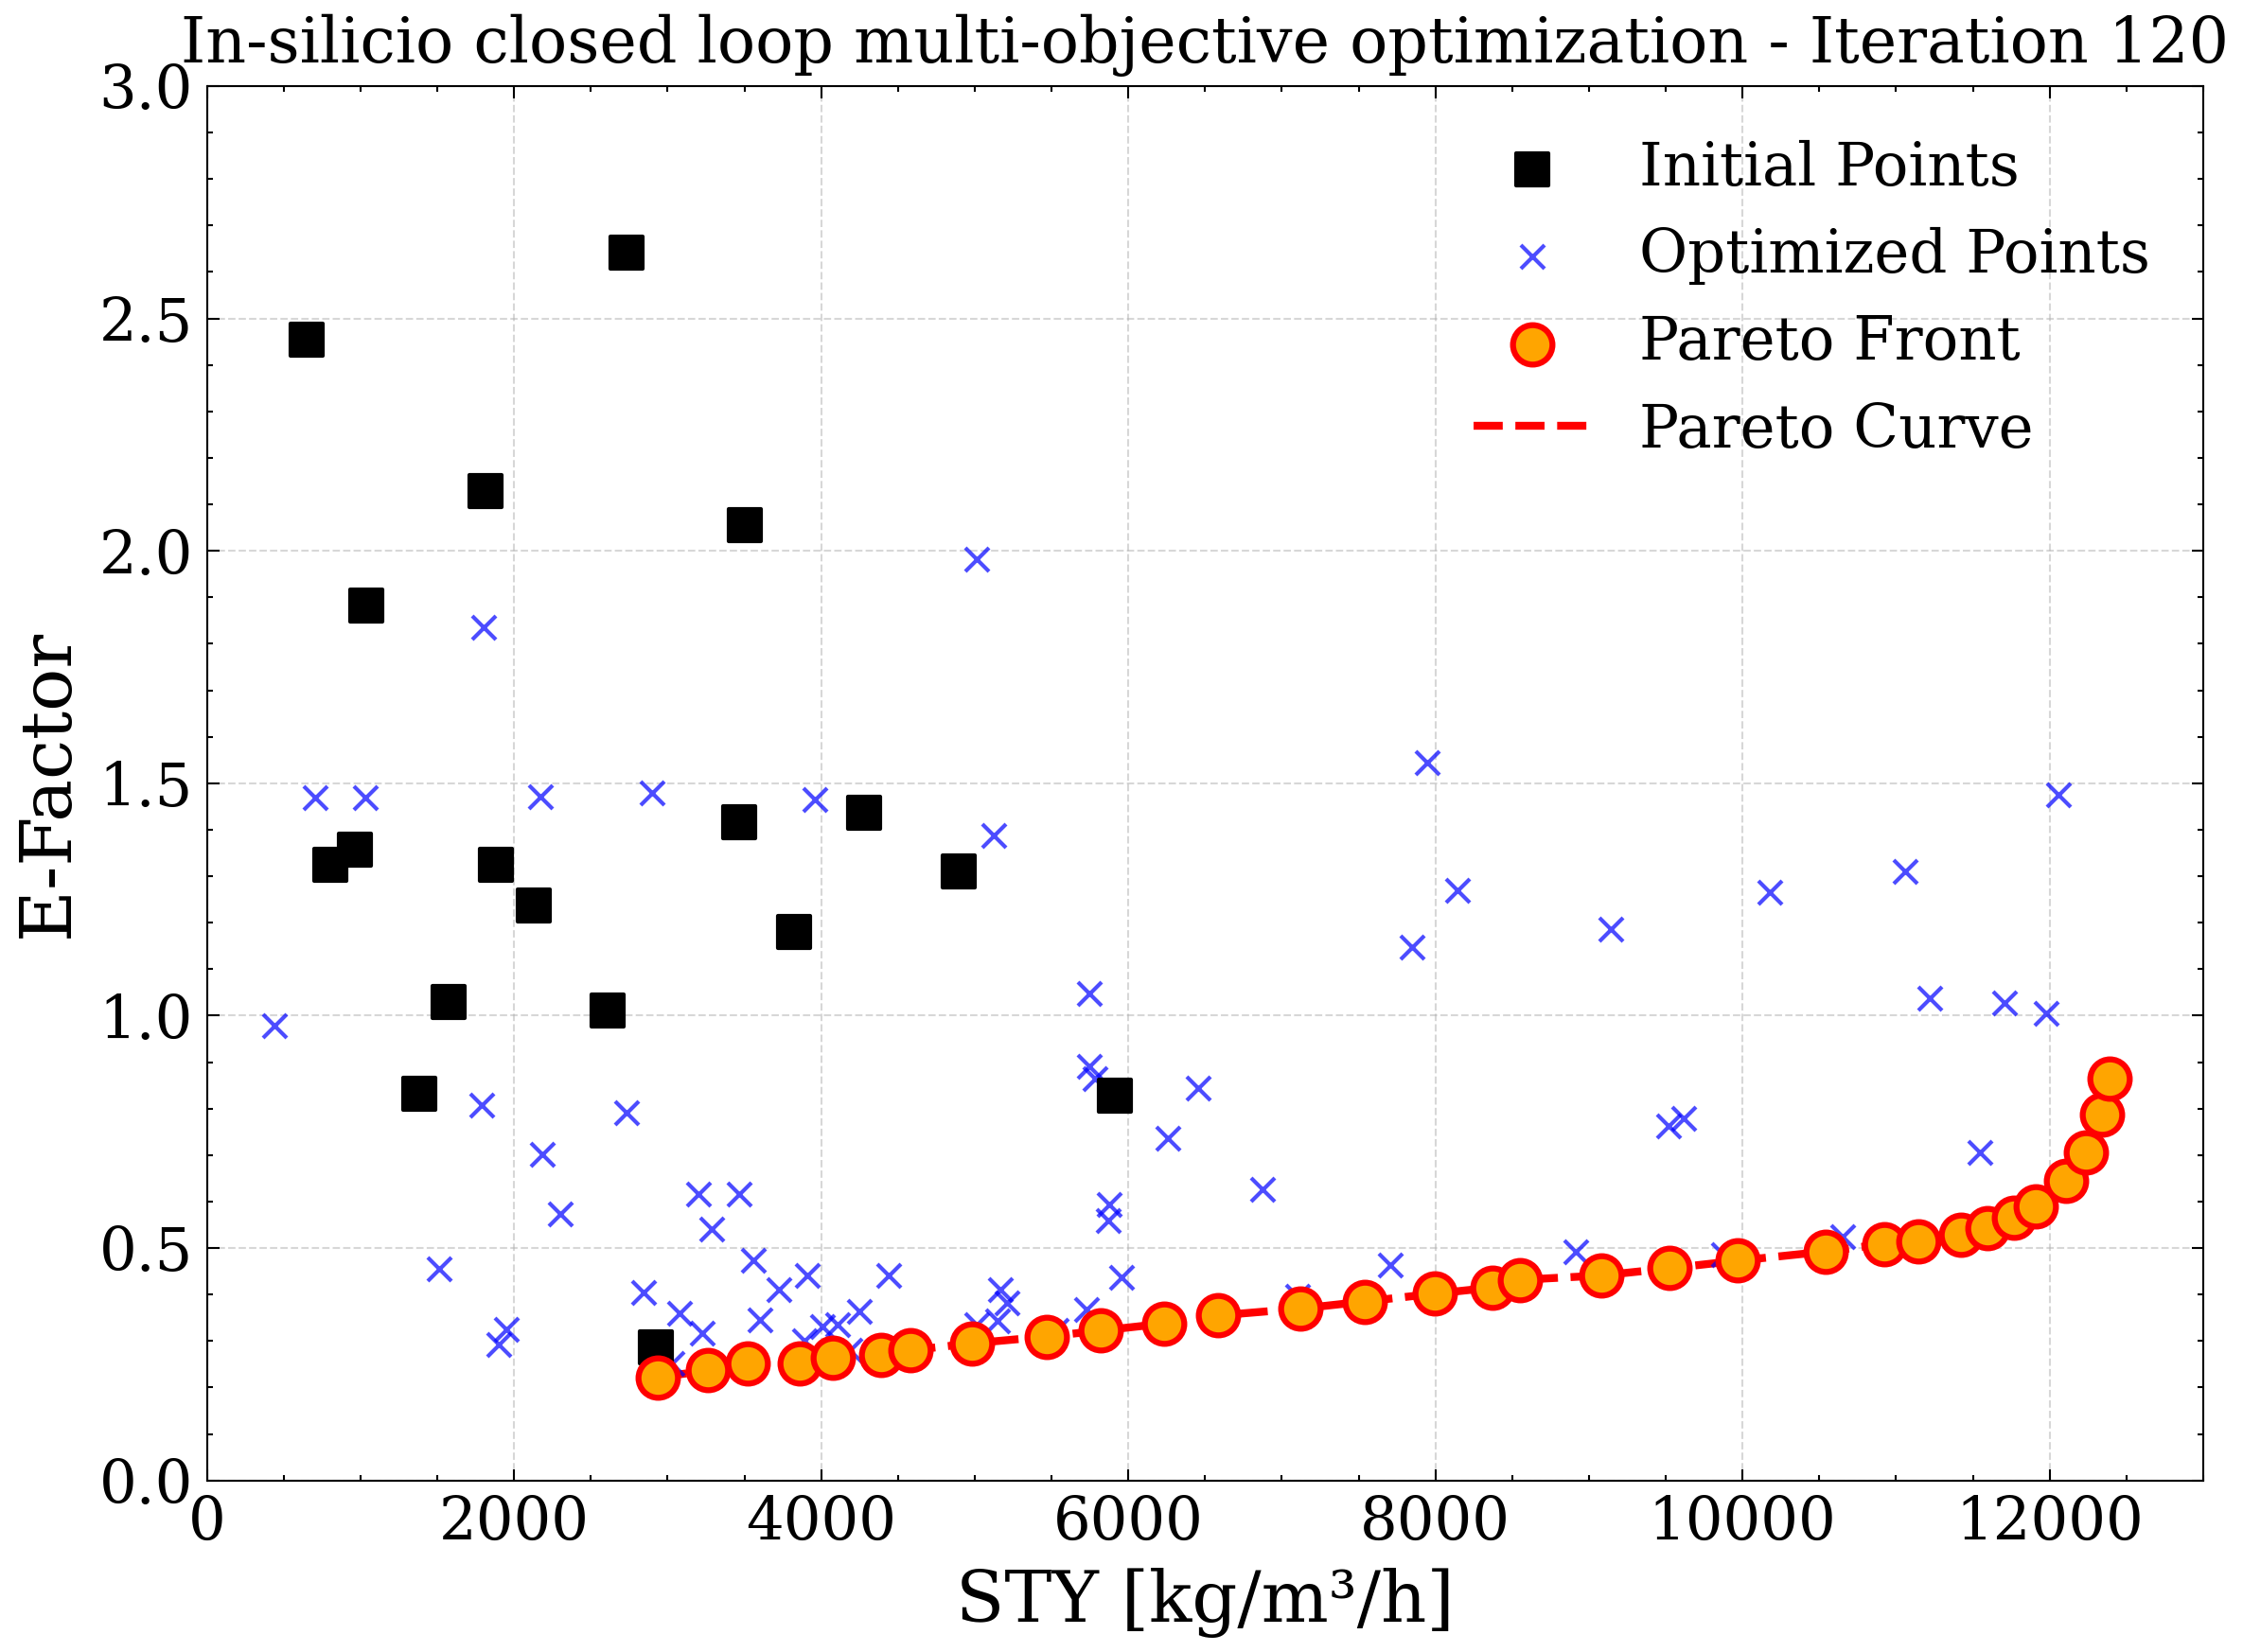 In-silicio closed loop multi-objective optimization - Iteration 120
3.0
2.5
2.0
1.5
1.0
0.5
0.0
E-Factor
Initial Points
Optimized Points
Pareto Front
Pareto Curve
0 2000 4000 6000 8000 10000 12000
STY [kg/m³/h]